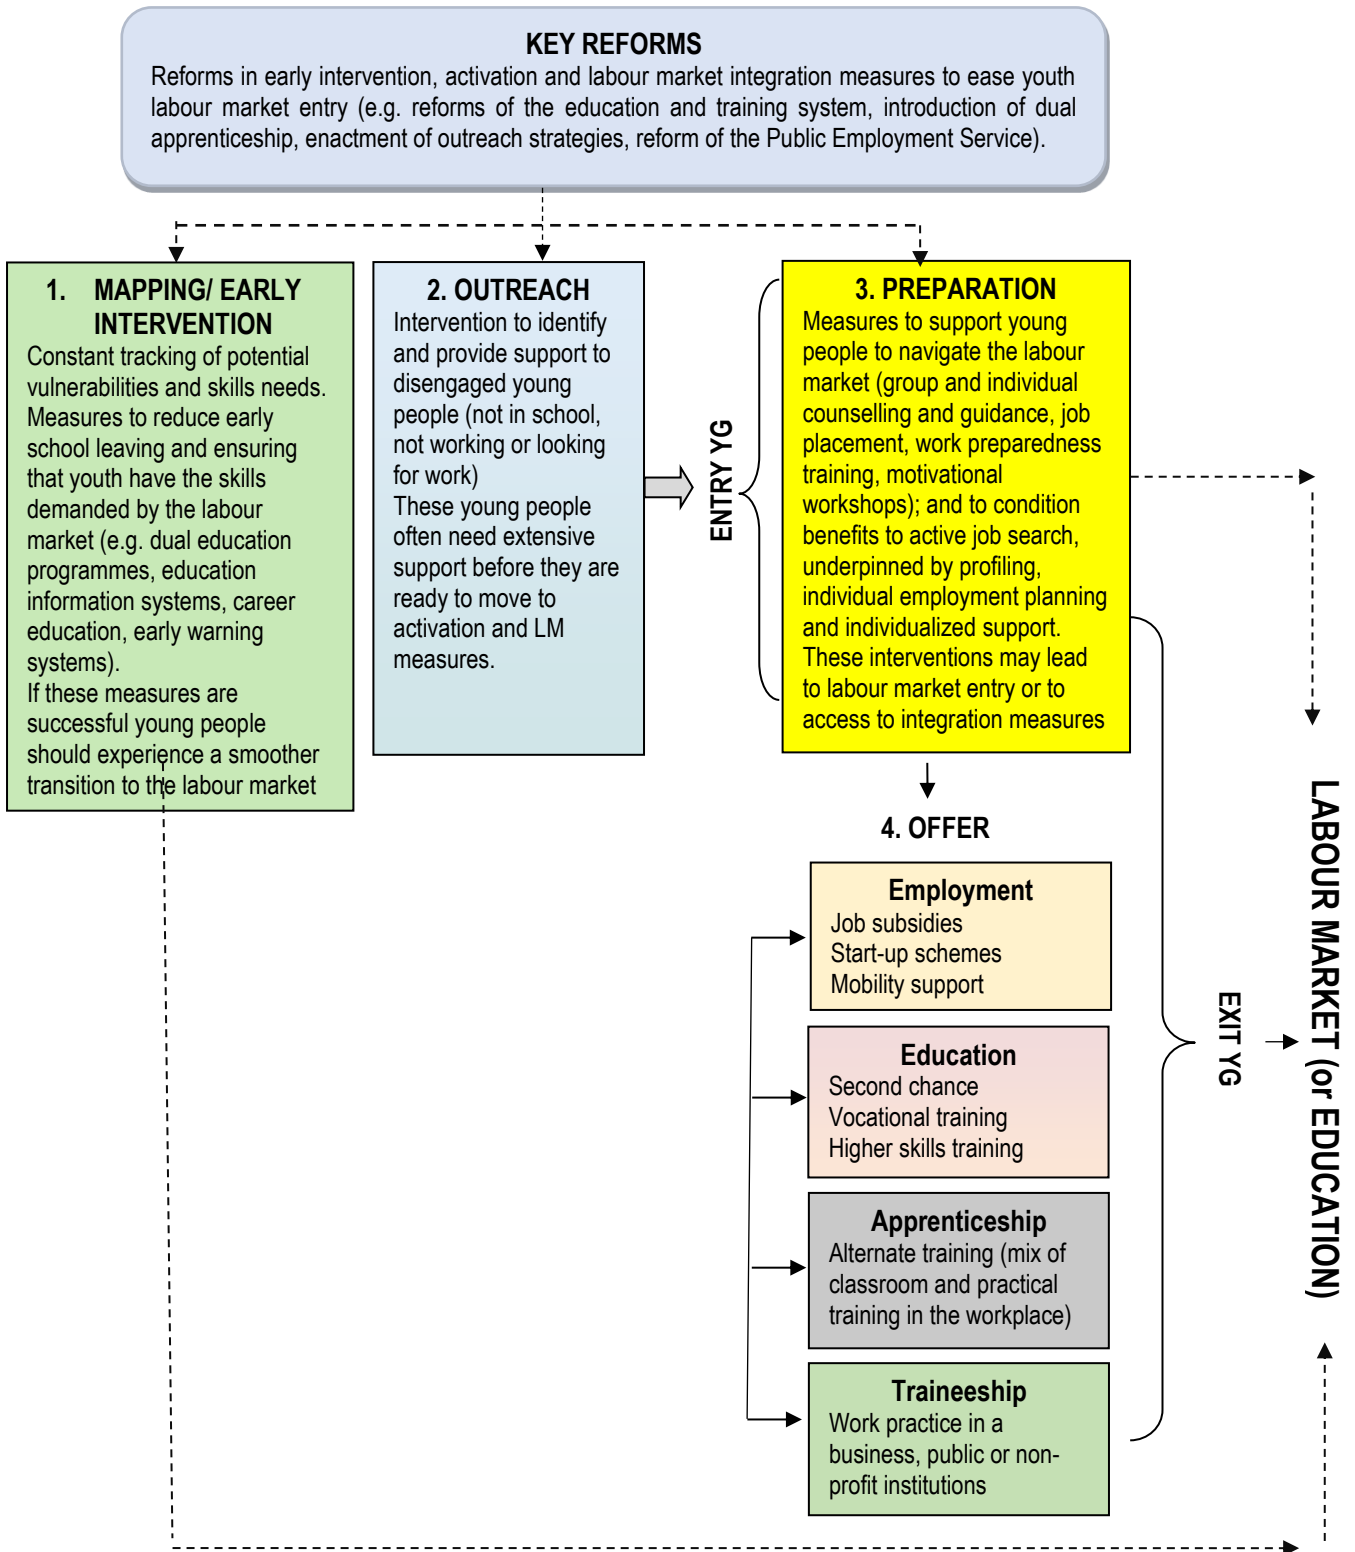 KEY REFORMS
Reforms in early intervention, activation and labour market integration measures to ease youth
labour market entry (e.g. reforms of the education and training system, introduction of dual
apprenticeship, enactment of outreach strategies, reform of the Public Employment Service).
1. MAPPING/ EARLY
INTERVENTION
Constant tracking of potential
vulnerabilities and skills needs.
Measures to reduce early
school leaving and ensuring
that youth have the skills
demanded by the labour
market (e.g. dual education
programmes, education
information systems, career
education, early warning
systems).
If these measures are
successful young people
should experience a smoother
transition to the labour market
2. OUTREACH
Intervention to identify
and provide support to
disengaged young
people (not in school,
not working or looking
for work)
These young people
often need extensive
support before they are
ready to move to
activation and LM
measures.
ENTRY YG
3. PREPARATION
Measures to support young
people to navigate the labour
market (group and individual
counselling and guidance, job
placement, work preparedness
training, motivational
workshops); and to condition
benefits to active job search,
underpinned by profiling,
individual employment planning
and individualized support.
These interventions may lead
to labour market entry or to
access to integration measures
4. OFFER
Employment
Job subsidies
Start-up schemes
Mobility support
Education
Second chance
Vocational training
Higher skills training
Apprenticeship
Alternate training (mix of
classroom and practical
training in the workplace)
Traineeship
Work practice in a
business, public or non-
profit institutions
EXIT YG
LABOUR MARKET (or EDUCATION)